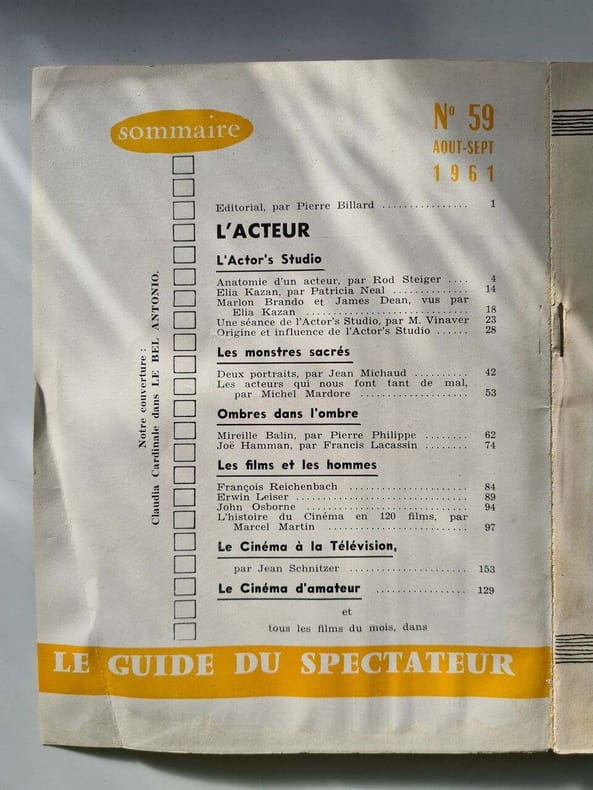 sommaire
Nº 59
AOUT-SEPT
1961
Editorial, par Pierre Billard ............... 1
L'ACTEUR
L'Actor's Studio
Anatomie d'un acteur, par Rod Steiger .... 4
Elia Kazan, par Patricia Neal .............. 14
Marlon Brando et James Dean, vus par
Elia Kazan ............................ 18
Une séance de l'Actor's Studio, par M. Vinaver 23
Origine et influence de l'Actor's Studio ...... 28
Les monstres sacrés
Deux portraits, par Jean Michaud .......... 42
Les acteurs qui nous font tant de mal,
par Michel Mardore .................... 53
Ombres dans l'ombre
Mireille Balin, par Pierre Philippe ........ 62
Joë Hamman, par Francis Lacassin ........ 74
Les films et les hommes
François Reichenbach ...................... 84
Erwin Leiser .............................. 89
John Osborne ............................ 94
L'histoire du Cinéma en 120 films, par
Marcel Martin .......................... 97
Le Cinéma à la Télévision,
par Jean Schnitzer ...................... 153
Le Cinéma d'amateur ................. 129
et
tous les films du mois, dans
LE GUIDE DU SPECTATEUR
Notre couverture :
Claudia Cardinale dans LE BEL ANTONIO.